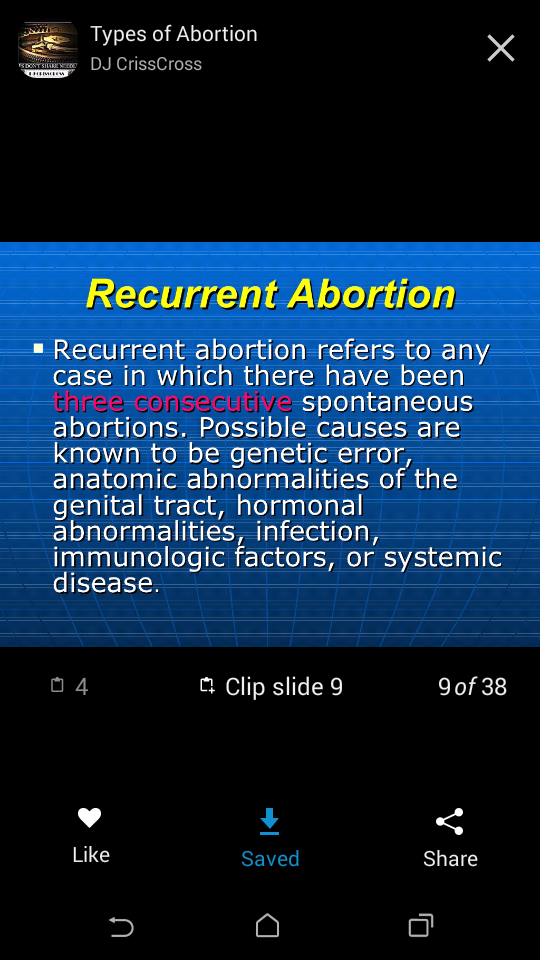 Types of Abortion
DJ CrissCross
Recurrent Abortion
Recurrent abortion refers to any
case in which there have been
three consecutive spontaneous
abortions. Possible causes are
known to be genetic error,
anatomic abnormalities of the
genital tract, hormonal
abnormalities, infection,
immunologic factors, or systemic
disease.
4
Clip slide 9
9 of 38
Like
Saved
Share